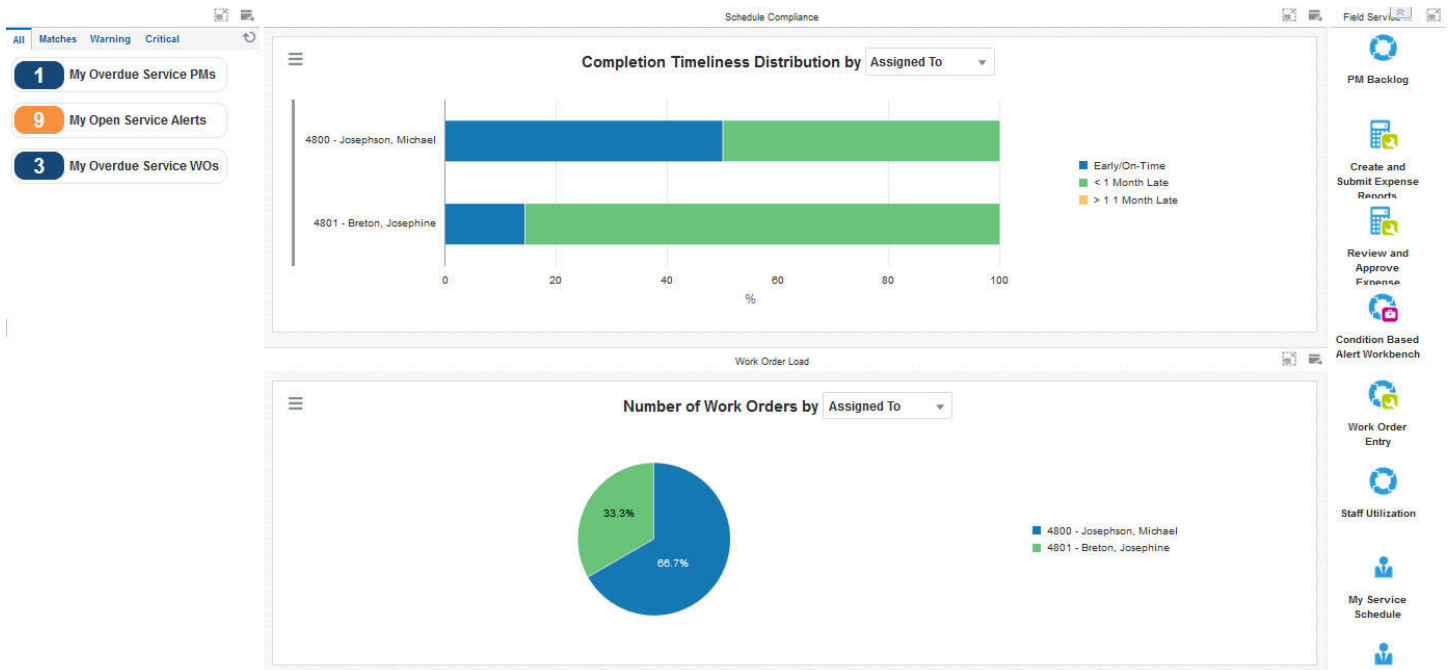 All Matches Warning Critical
1 My Overdue Service PMs
9 My Open Service Alerts
3 My Overdue Service WOs
Schedule Compliance
Completion Timeliness Distribution by Assigned To
4800 - Josephson, Michael
4801 - Breton, Josephine
0 20 40 60 80 100
%
Early/On-Time
< 1 Month Late
> 1 1 Month Late
Work Order Load
Number of Work Orders by Assigned To
33.3%
66.7%
4800 - Josephson, Michael
4801 - Breton, Josephine
Field Service
PM Backlog
Create and
Submit Expense
Reports
Review and
Approve
Expense
Condition Based
Alert Workbench
Work Order
Entry
Staff Utilization
My Service
Schedule